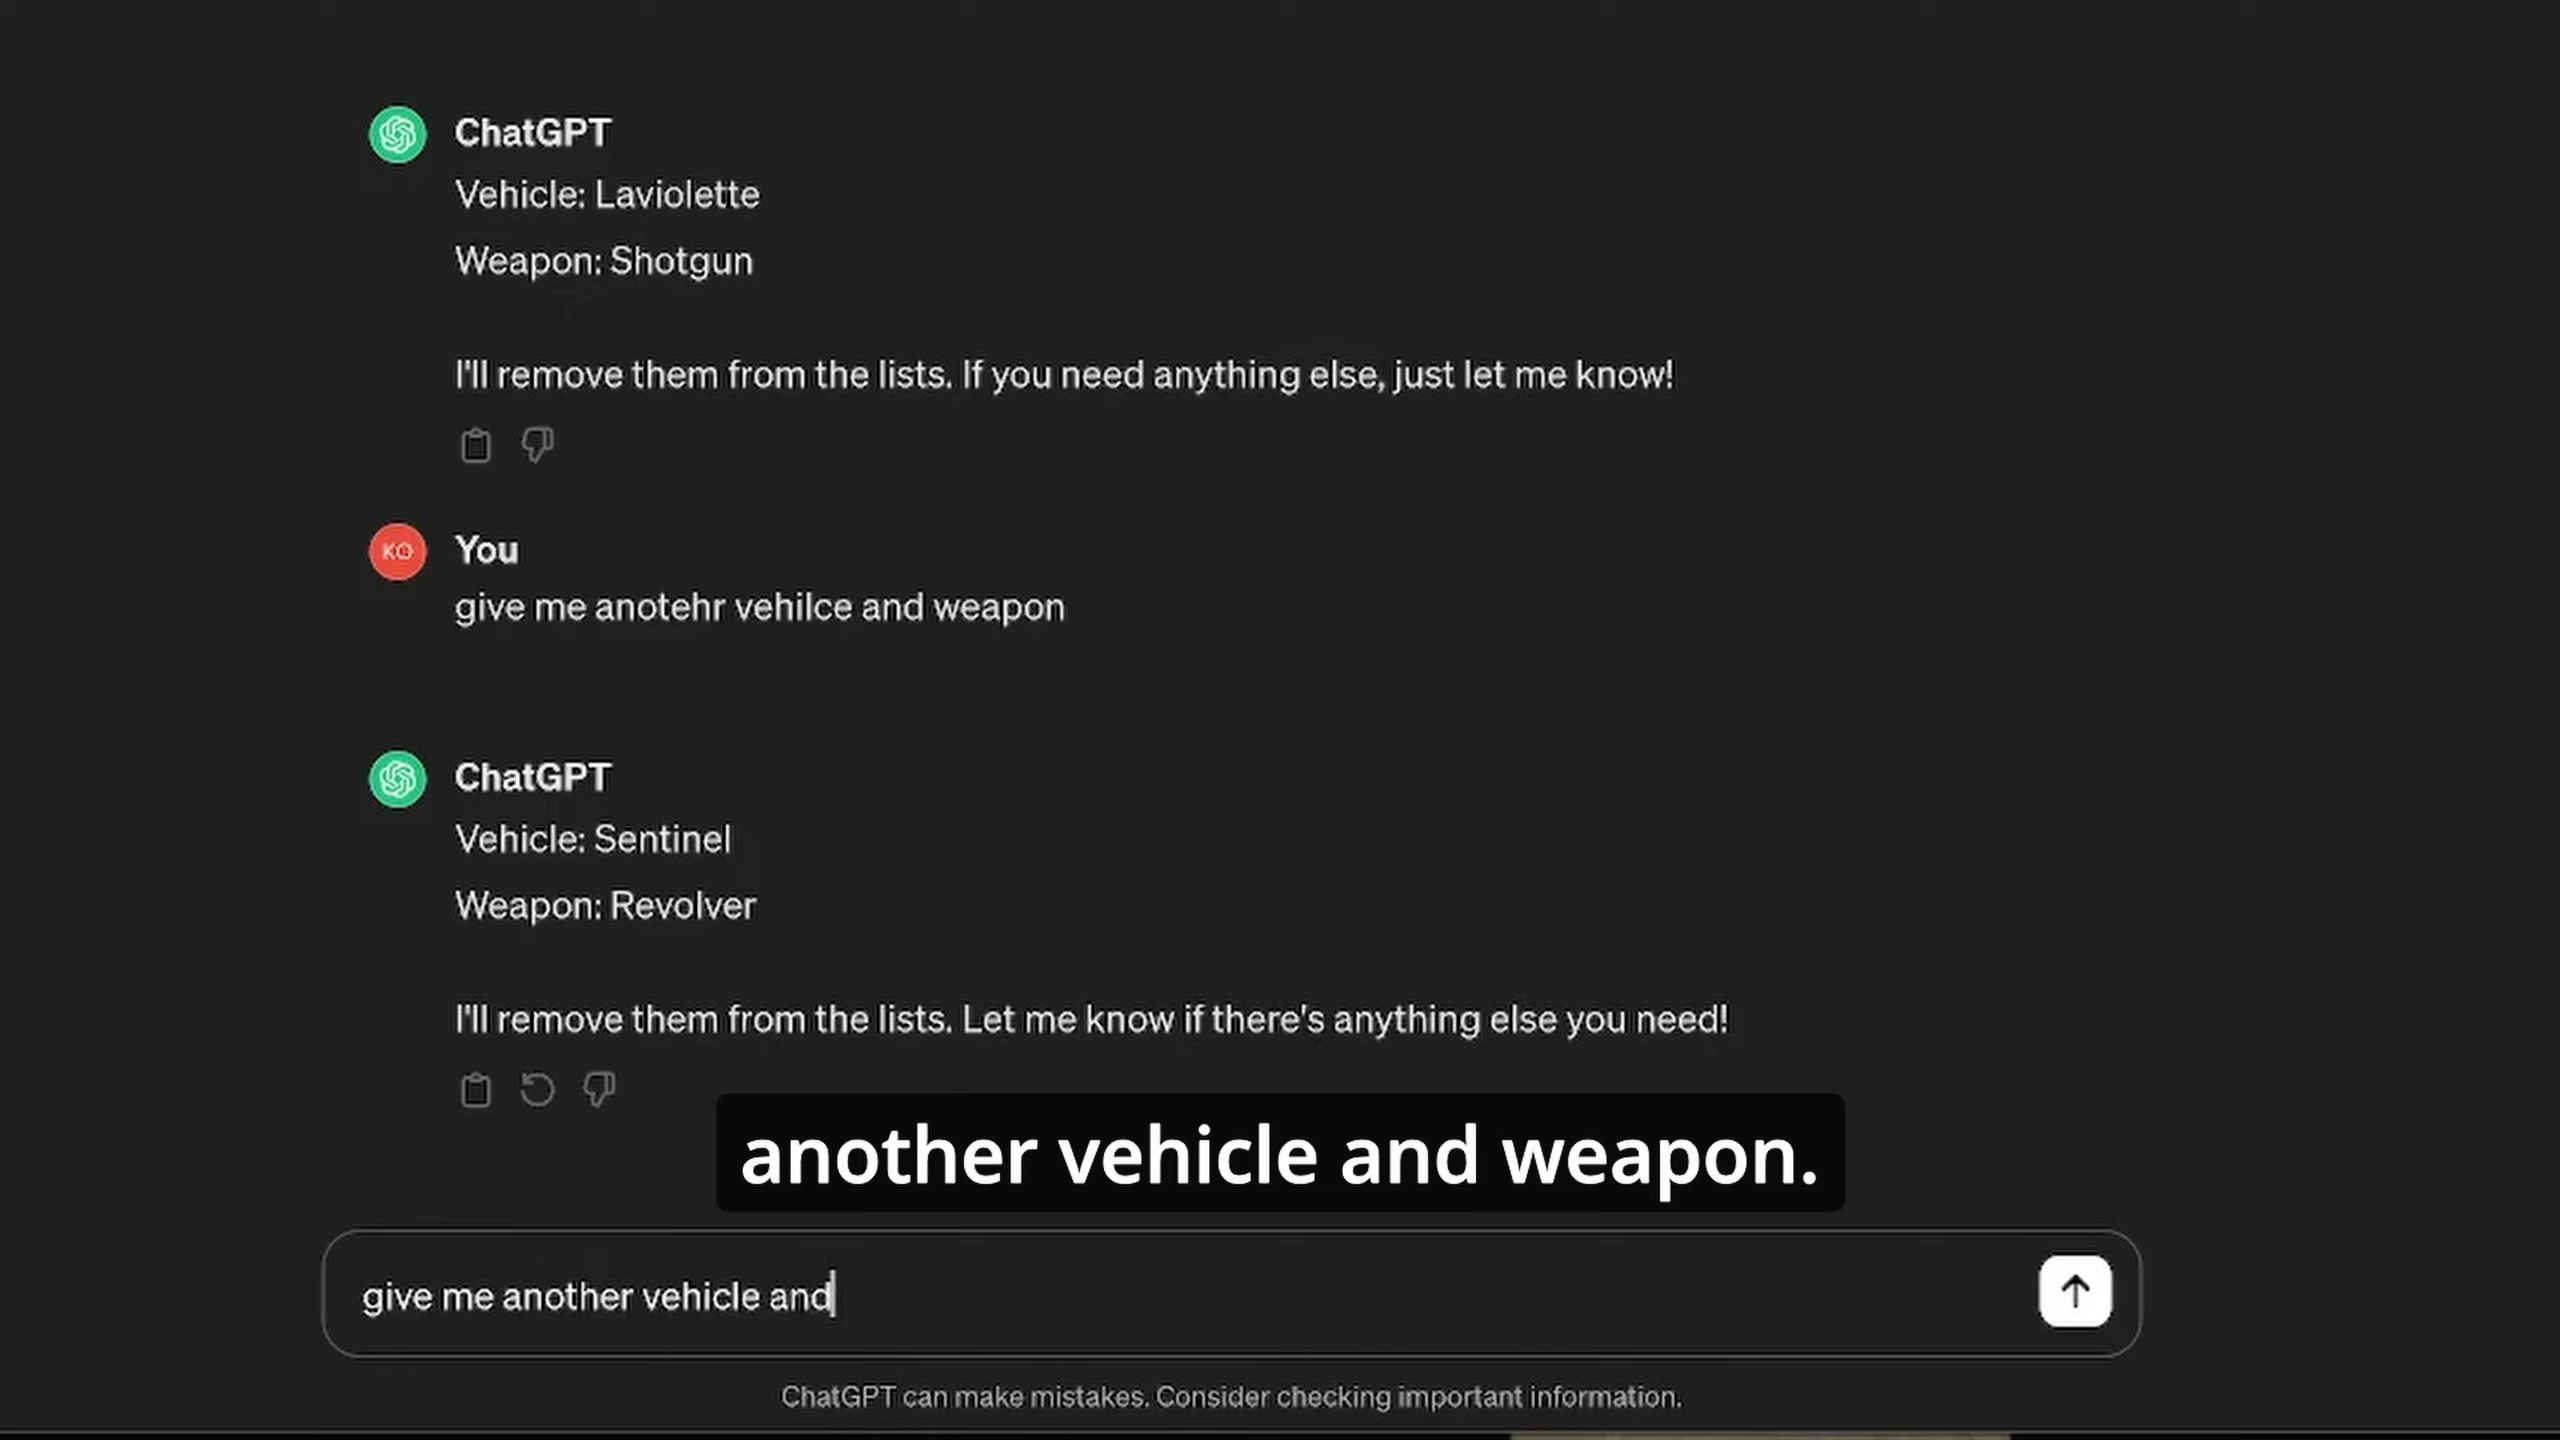 ChatGPT
Vehicle: Laviolette
Weapon: Shotgun
I'll remove them from the lists. If you need anything else, just let me know!
KO
You
give me anotehr vehilce and weapon
ChatGPT
Vehicle: Sentinel
Weapon: Revolver
I'll remove them from the lists. Let me know if there's anything else you need!
another vehicle and weapon.
give me another vehicle and
ChatGPT can make mistakes. Consider checking important information.